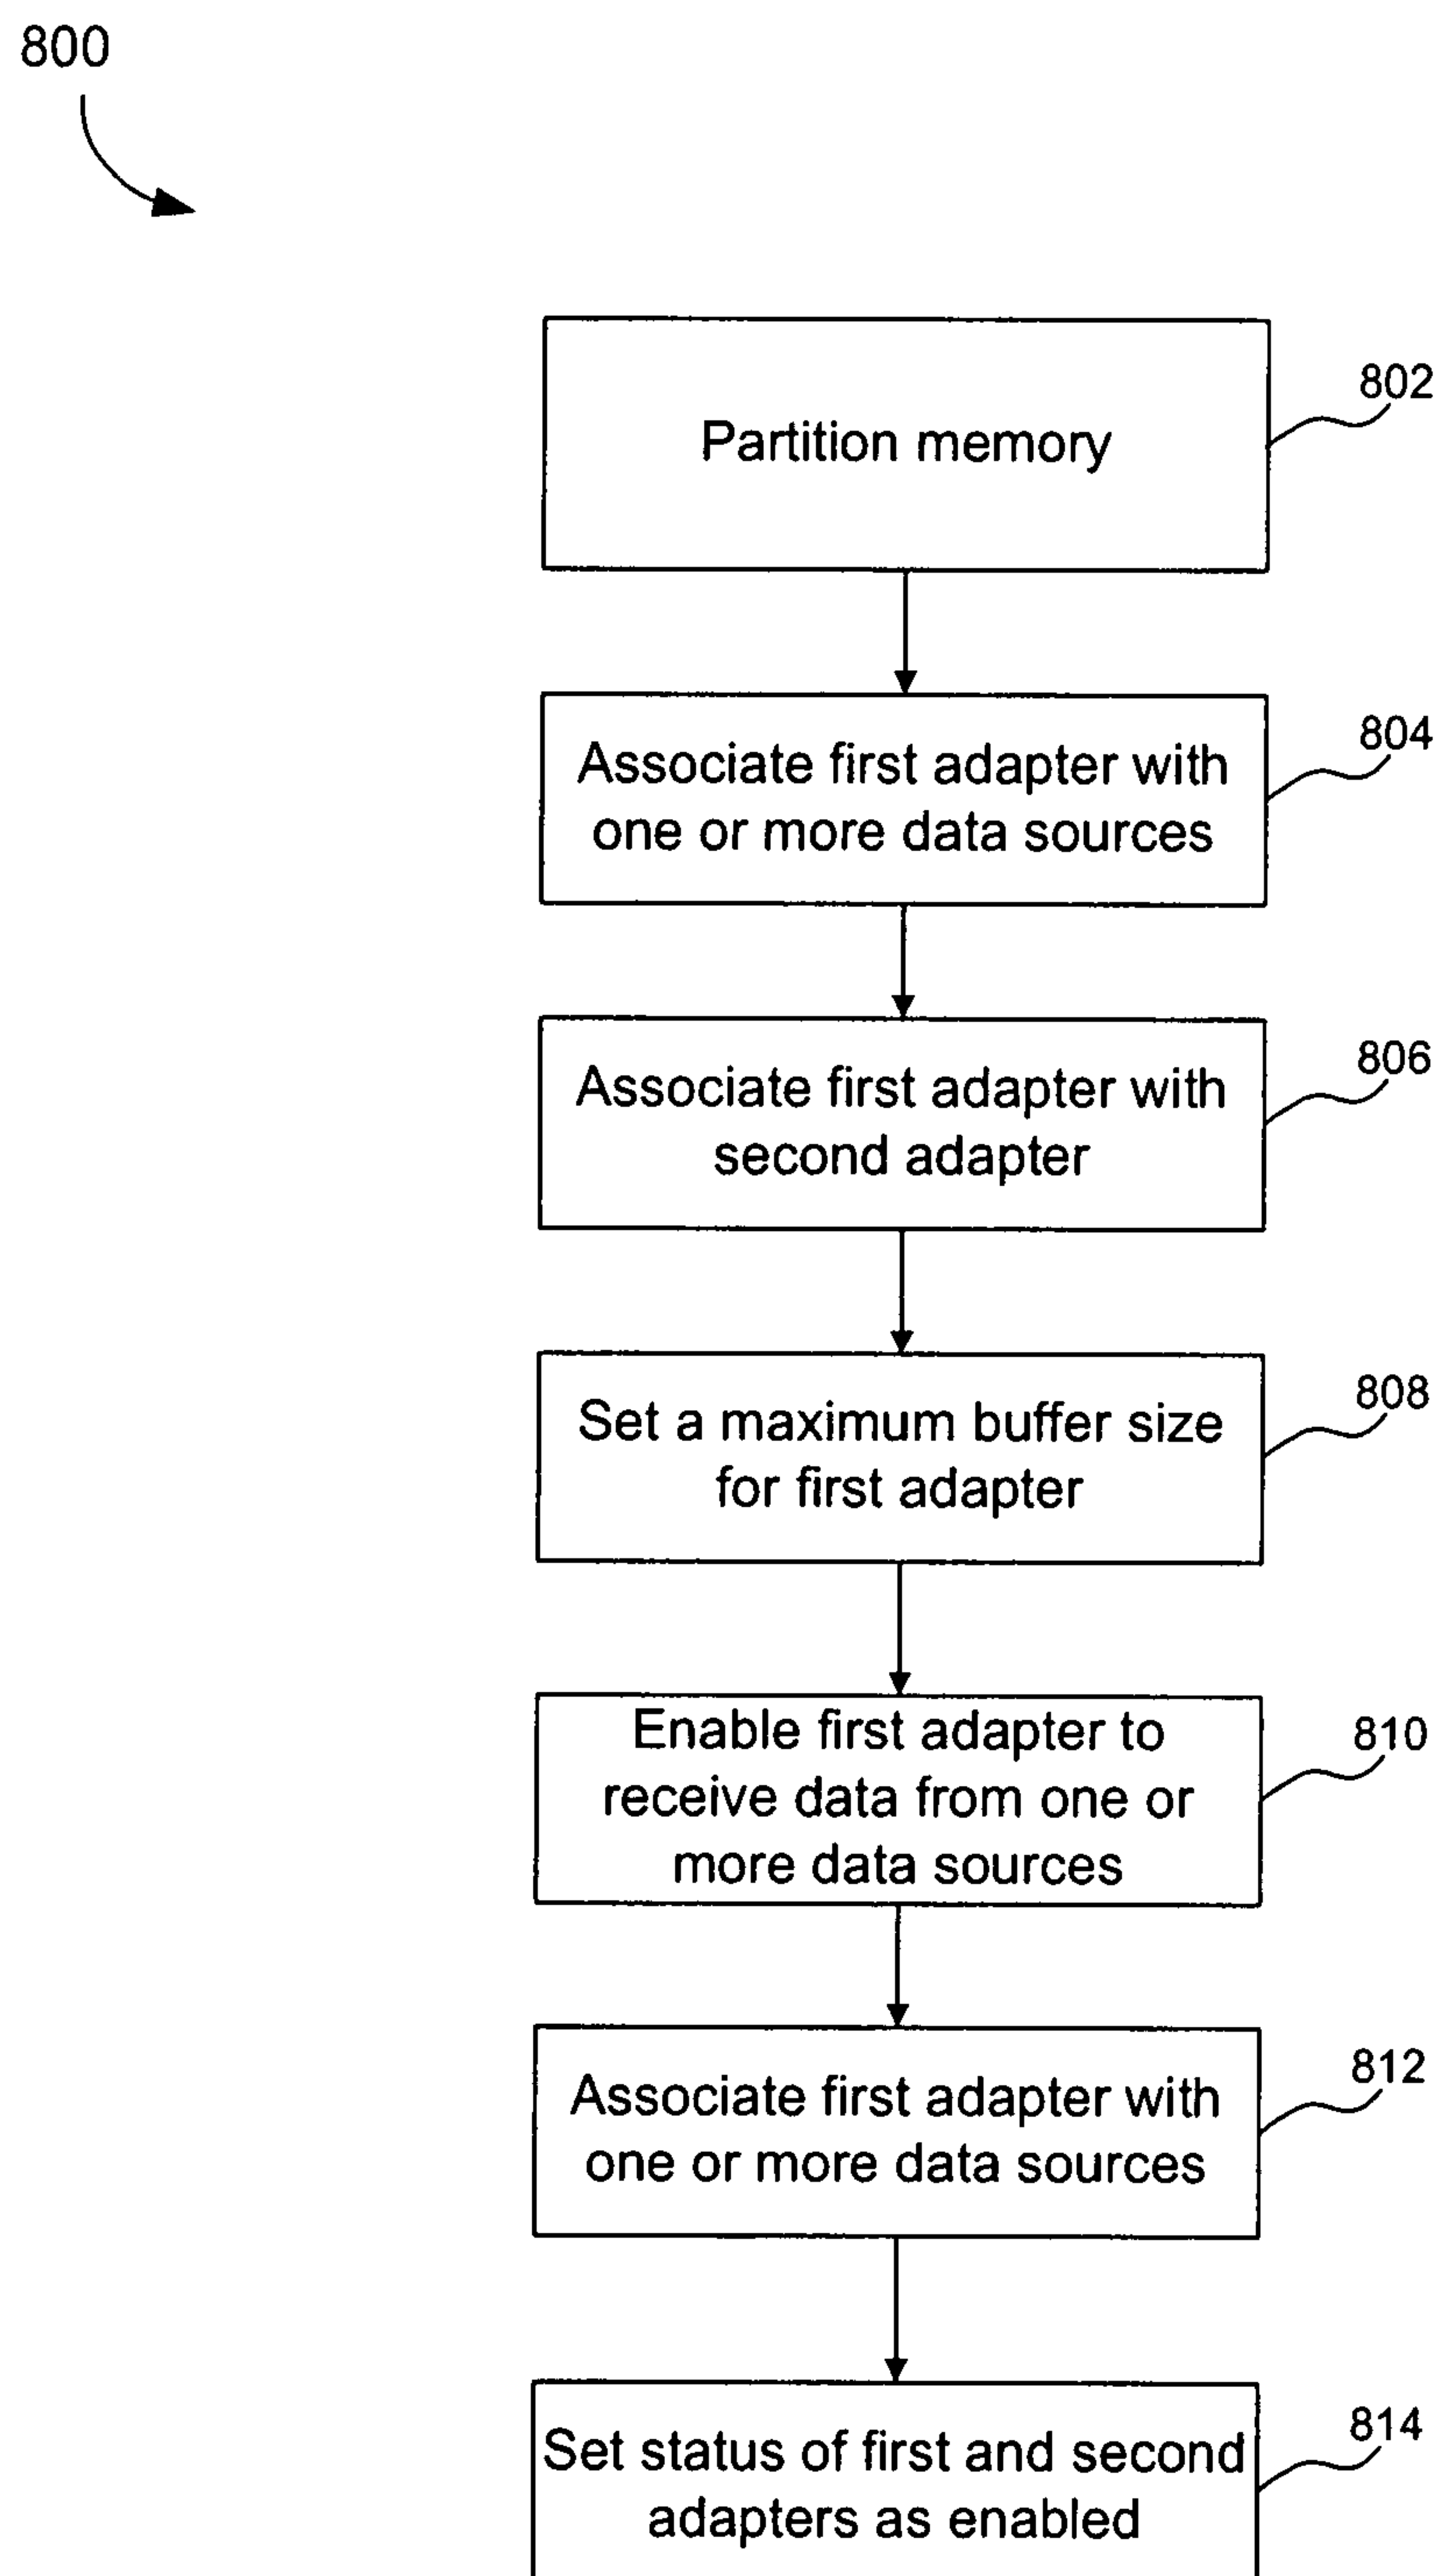 800
Partition memory
802
Associate first adapter with
one or more data sources
804
Associate first adapter with
second adapter
806
Set a maximum buffer size
for first adapter
808
Enable first adapter to
receive data from one or
more data sources
810
Associate first adapter with
one or more data sources
812
Set status of first and second
adapters as enabled
814